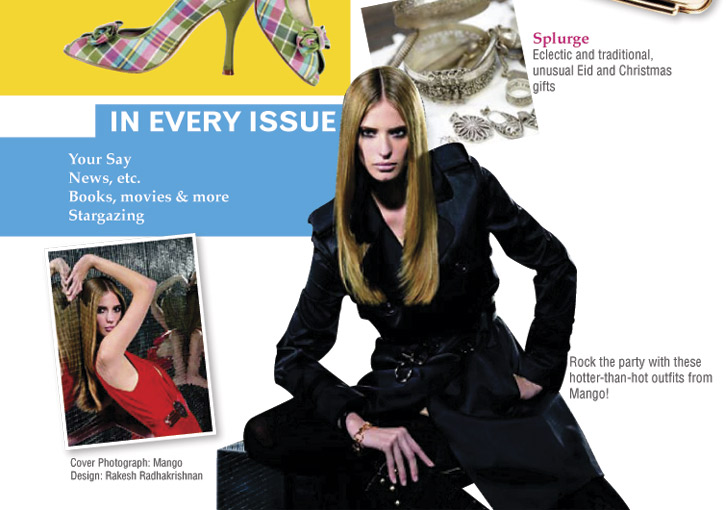 Splurge
Eclectic and traditional,
unusual Eid and Christmas
gifts
IN EVERY ISSUE
Your Say
News, etc.
Books, movies & more
Stargazing
Rock the party with these
hotter-than-hot outfits from
Mango!
Cover Photograph: Mango
Design: Rakesh Radhakrishnan